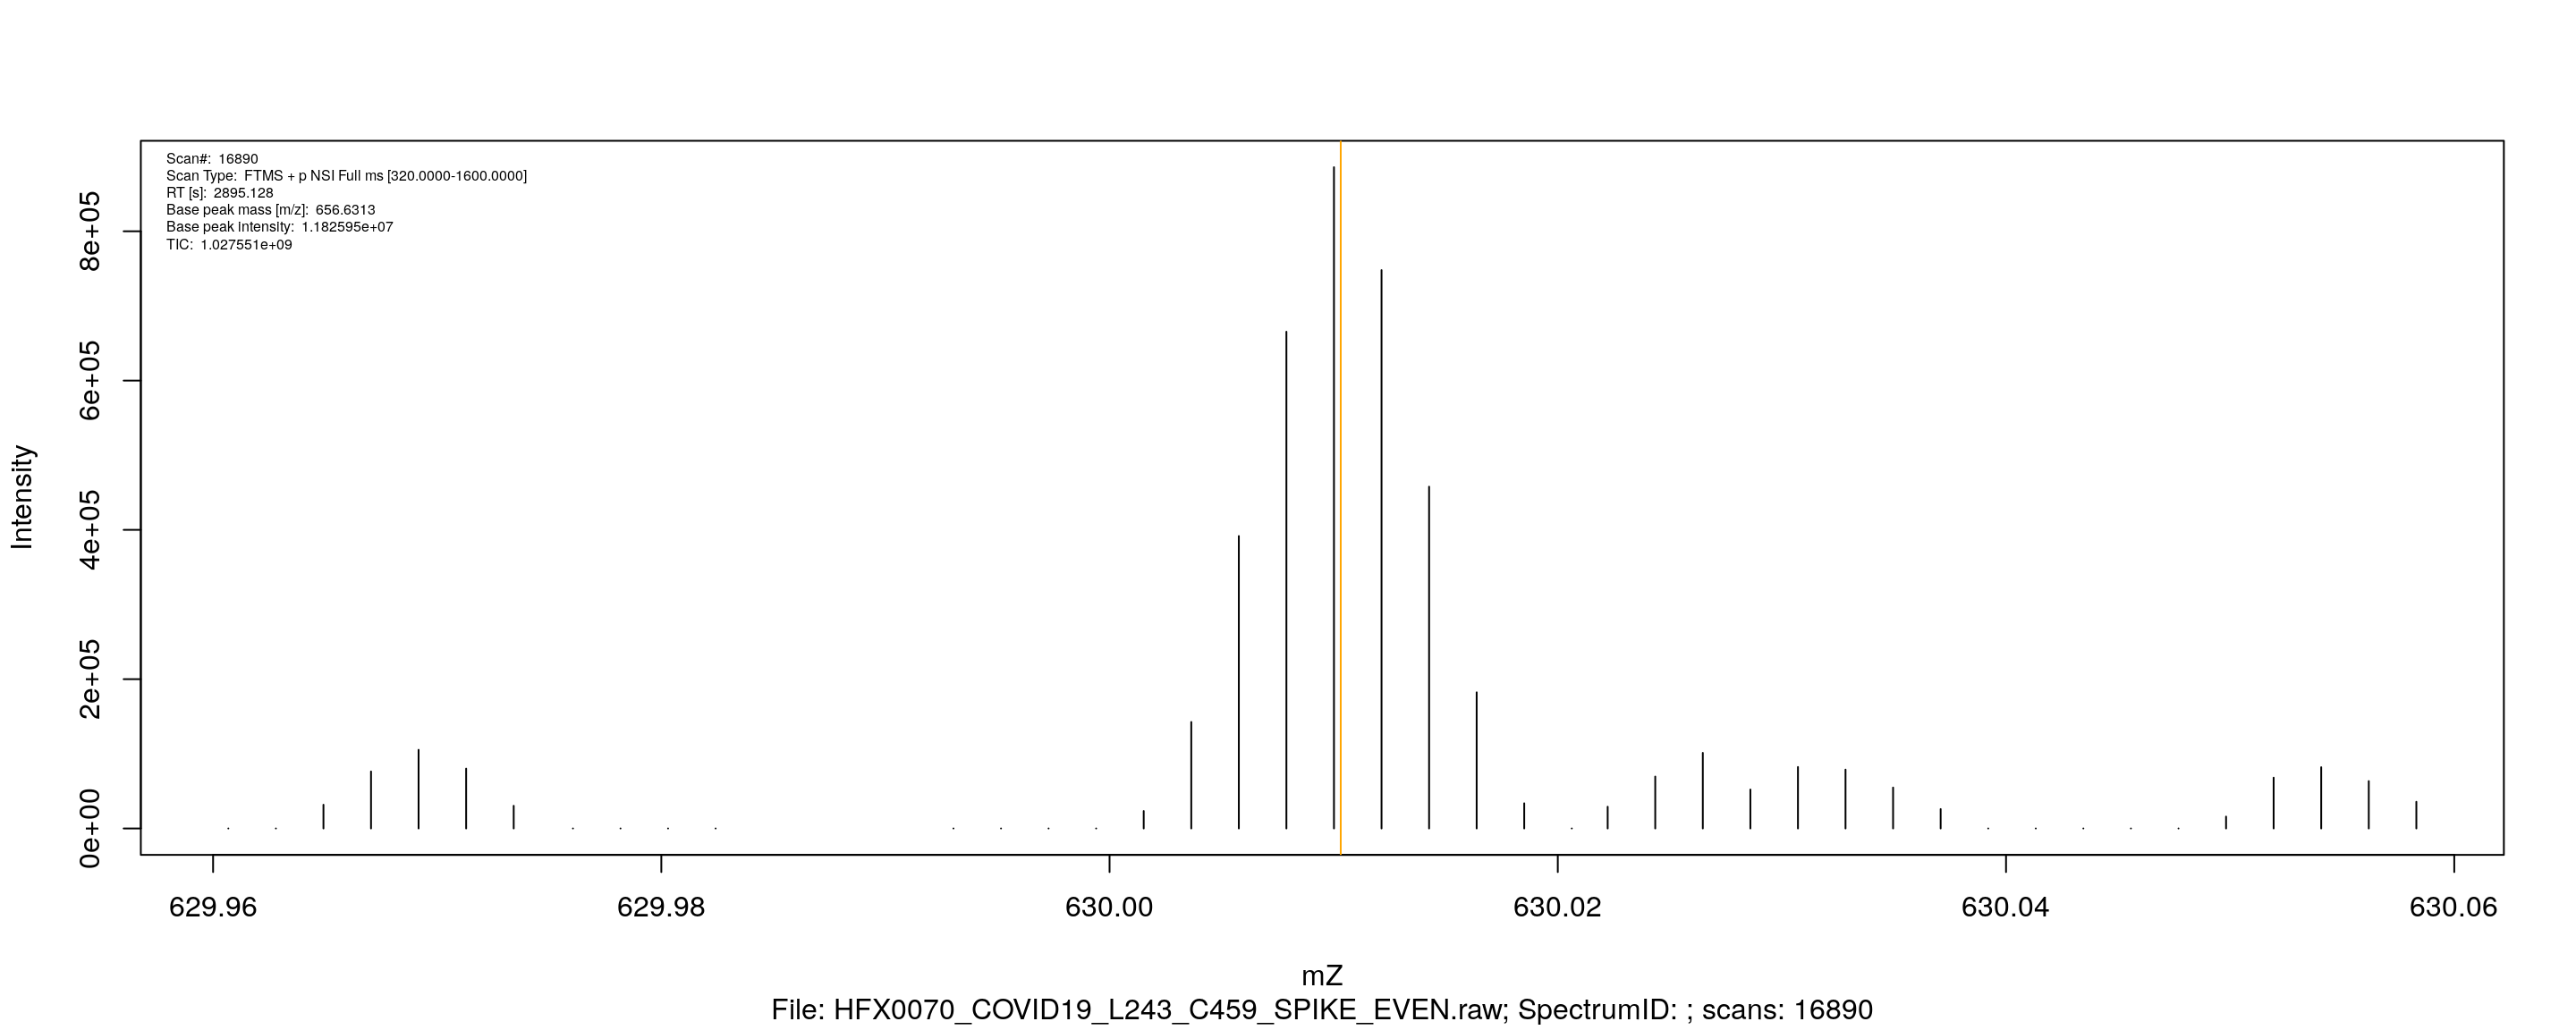 Scan#: 16890
Scan Type: FTMS + p NSI Full ms [320.0000-1600.0000]
RT [s]: 2895.128
Base peak mass [m/z]: 656.6313
Base peak intensity: 1.182595e+07
TIC: 1.027551e+09
Intensity
8e+05
6e+05
4e+05
2e+05
0e+00
629.96 629.98 630.00 630.02 630.04 630.06
mZ
File: HFX0070_COVID19_L243_C459_SPIKE_EVEN.raw; SpectrumID: ; scans: 16890